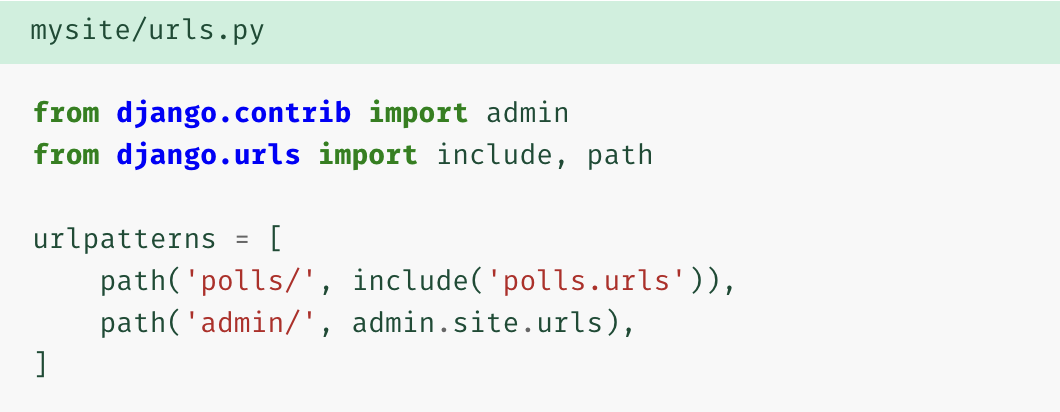 mysite/urls.py
from django.contrib import admin
from django.urls import include, path
urlpatterns = [
    path('polls/', include('polls.urls')),
    path('admin/', admin.site.urls),
]